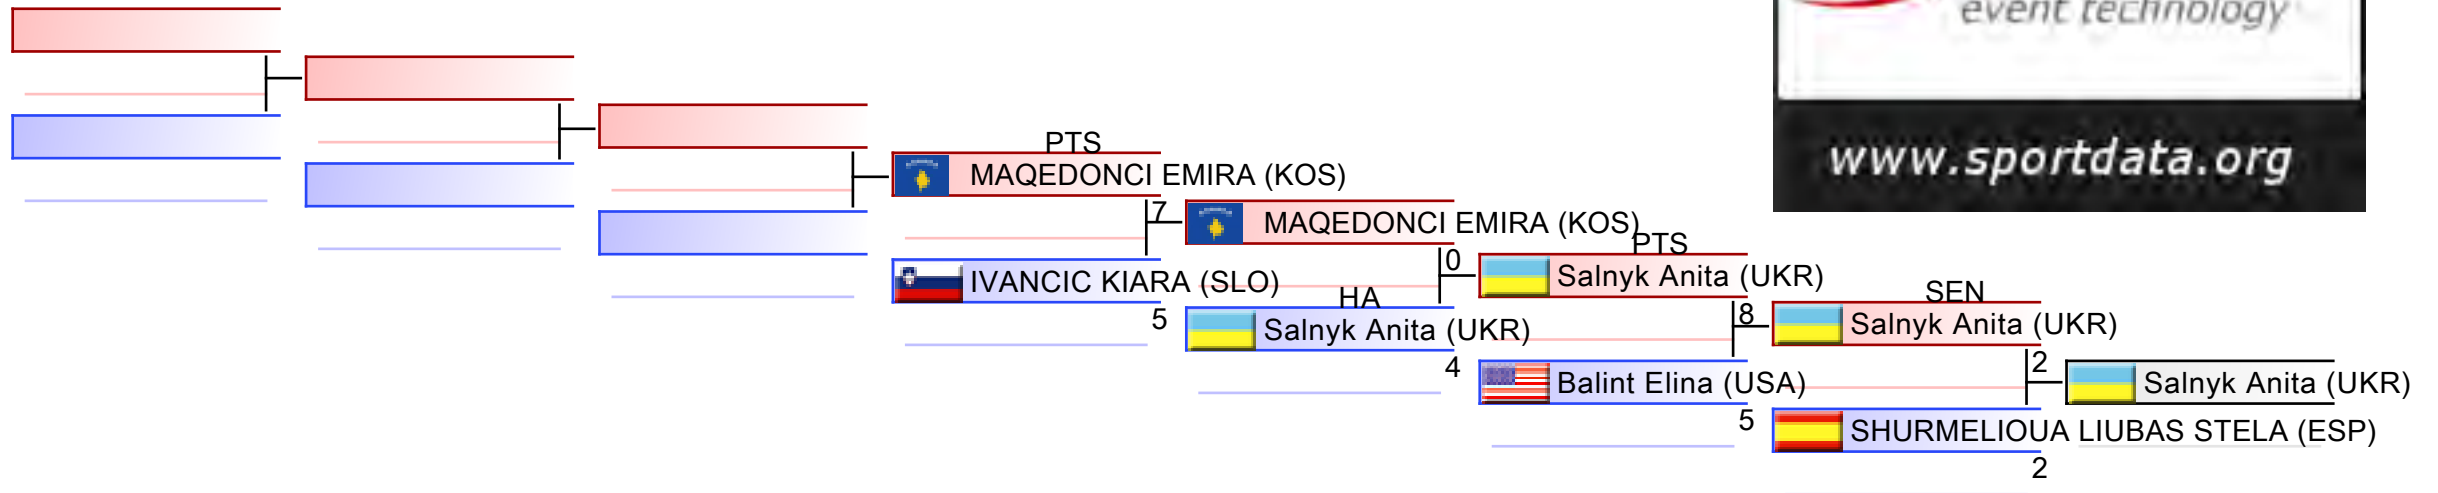 event technology
www.sportdata.org
PTS
MAQEDONCI EMIRA (KOS)
7
IVANCIC KIARA (SLO)
5
MAQEDONCI EMIRA (KOS)
0
HA
Salnyk Anita (UKR)
4
PTS
Salnyk Anita (UKR)
8
Balint Elina (USA)
5
SEN
Salnyk Anita (UKR)
2
SHURMELIOUA LIUBAS STELA (ESP)
2
Salnyk Anita (UKR)